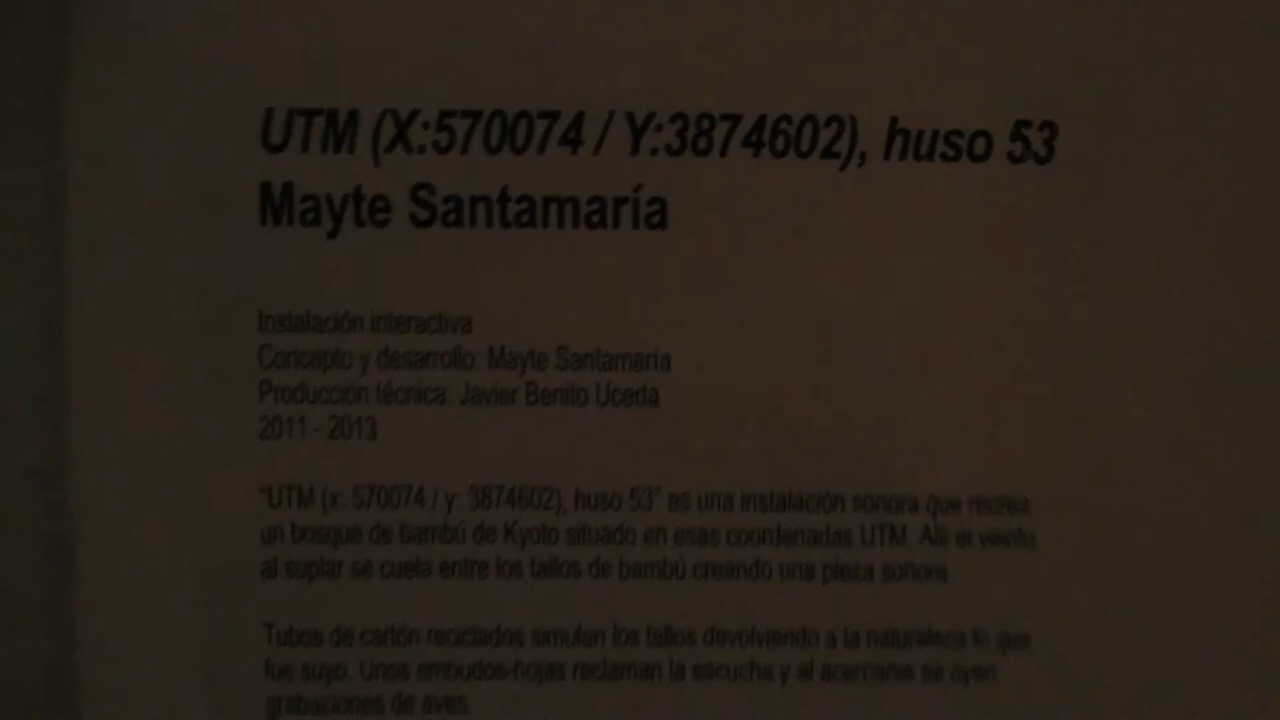 UTM (X:570074 / Y:3874602), huso 53
Mayte Santamaría
Instalación interactiva
Concepto y desarrollo: Mayte Santamaría
Producción técnica: Javier Benito Uceda
2011 - 2013
"UTM (x: 570074 / y: 3874602), huso 53" es una instalación sonora que recrea
un bosque de bambú de Kyoto situado en esas coordenadas UTM. Allí el viento
al soplar se cuela entre los tallos de bambú creando una pieza sonora.
Tubos de cartón reciclados simulan los tallos devolviendo a la naturaleza lo que
fue suyo. Unos embudos-hojas reclaman la escucha y al acercarse se oyen
grabaciones de aves